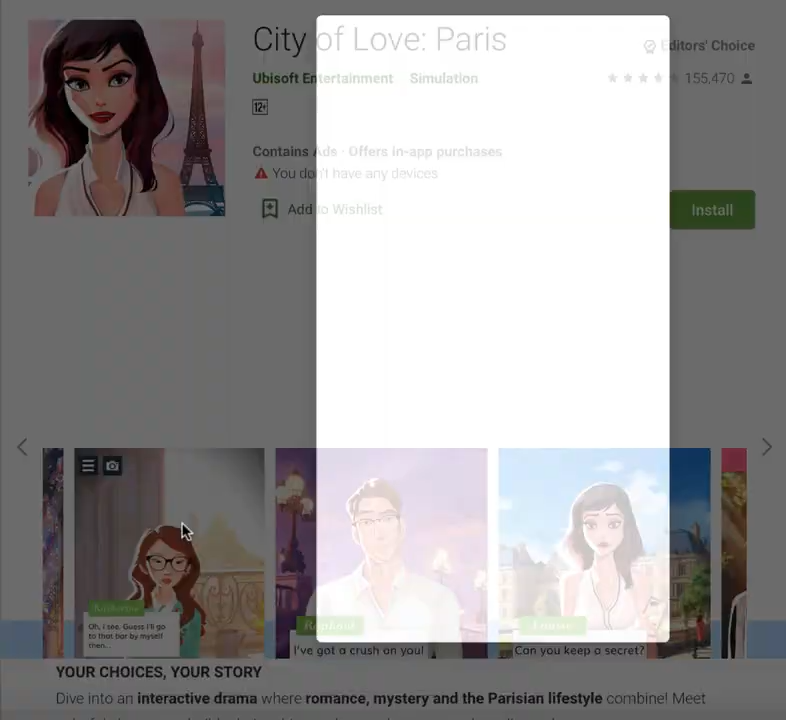 City of Love: Paris
Editors' Choice
Ubisoft Entertainment Simulation
155,470
12+
Contains Ads · Offers in-app purchases
You don't have any devices
Add to Wishlist
Install
Katherine
Oh, I see. Guess I'll go
to that bar by myself
then...
Raphael
I've got a crush on you!
Can you keep a secret?
YOUR CHOICES, YOUR STORY
Dive into an interactive drama where romance, mystery and the Parisian lifestyle combine! Meet